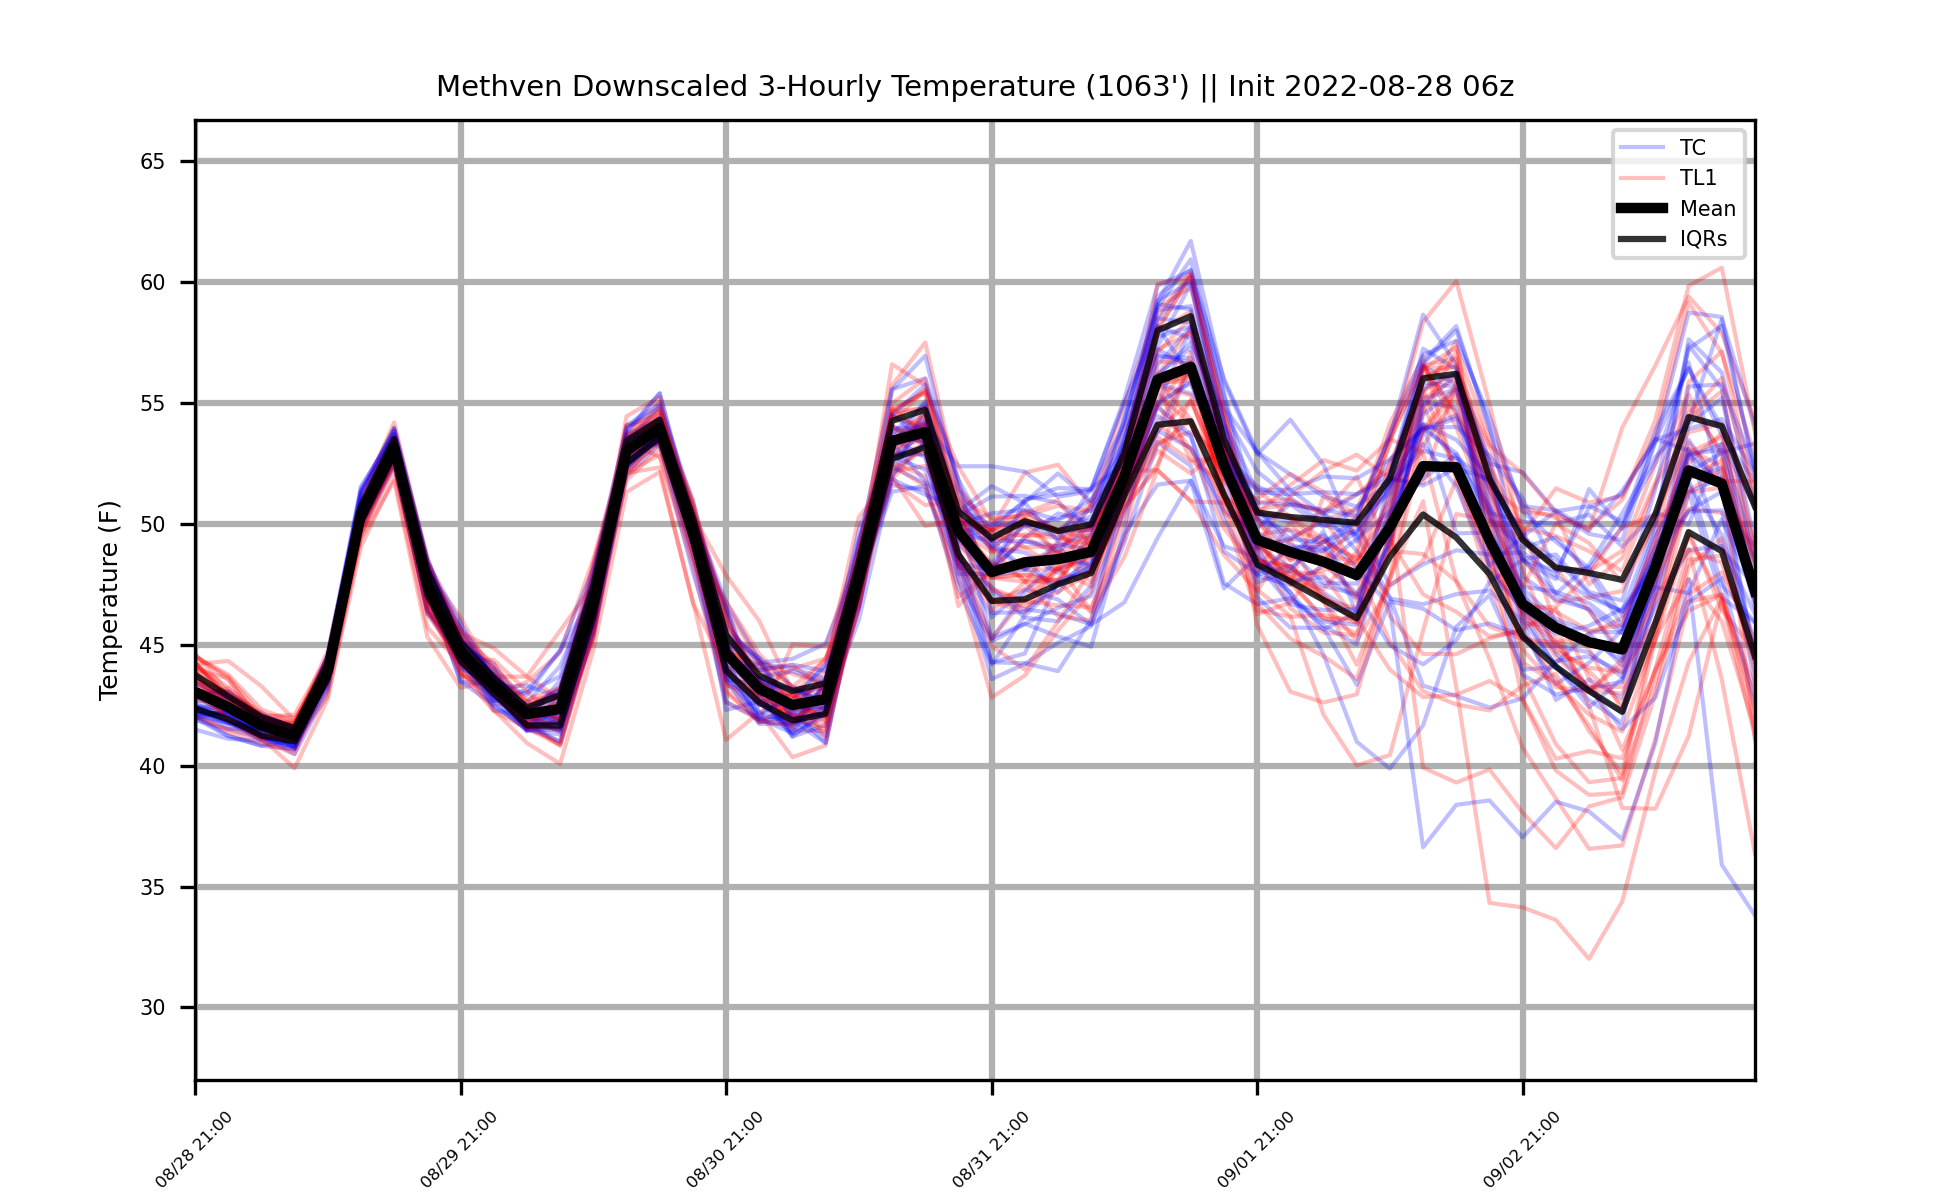 Methven Downscaled 3-Hourly Temperature (1063') || Init 2022-08-28 06z
TC
TL1
Mean
IQRs
Temperature (F)
65
60
55
50
45
40
35
30
08/28 21:00
08/29 21:00
08/30 21:00
08/31 21:00
09/01 21:00
09/02 21:00